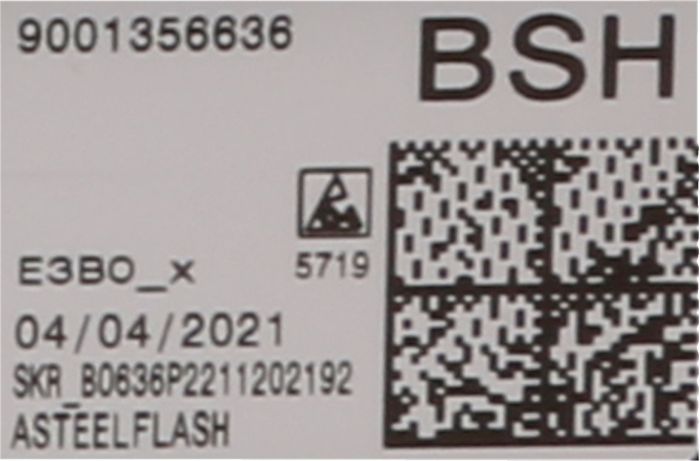 9001356636
BSH
5719
E3B0_x
04/04/2021
SKR_B0636P2211202192
ASTEELFLASH